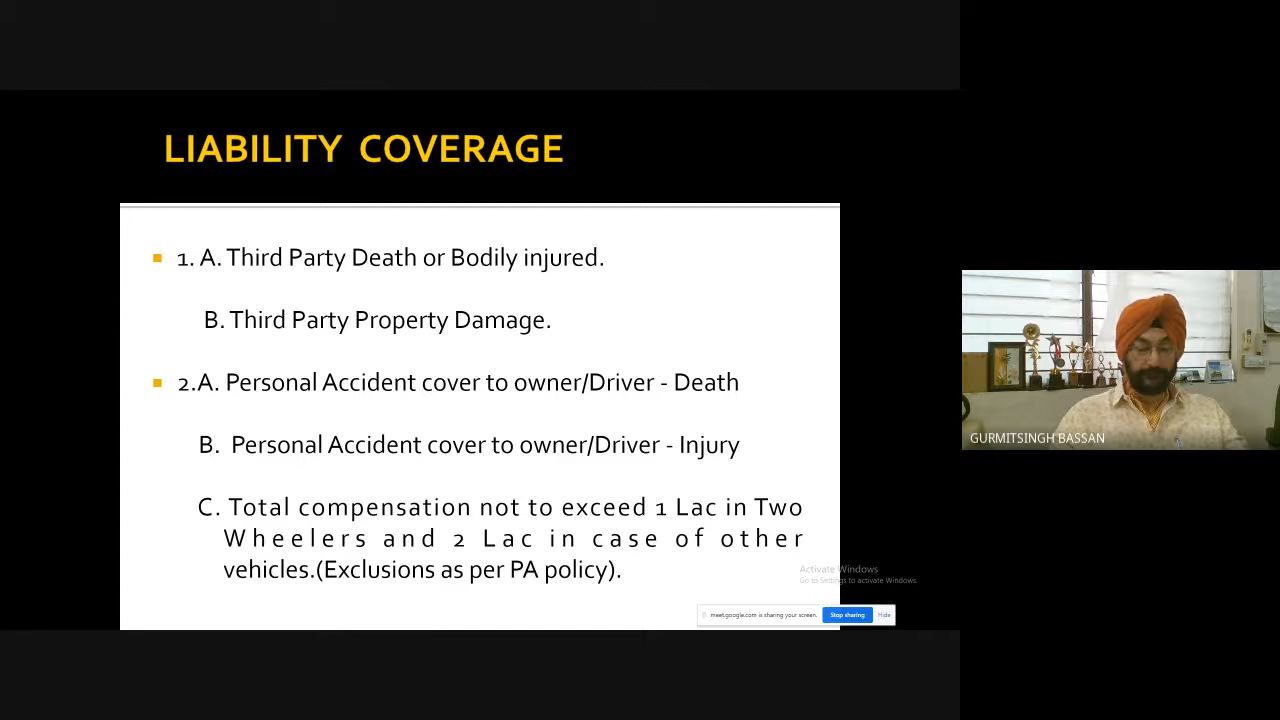 LIABILITY COVERAGE
1. A. Third Party Death or Bodily injured.
B. Third Party Property Damage.
2.A. Personal Accident cover to owner/Driver - Death
B. Personal Accident cover to owner/Driver - Injury
C. Total compensation not to exceed 1 Lac in Two
Wheelers and 2 Lac in case of other
vehicles.(Exclusions as per PA policy).
Activate Windows
Go to Settings to activate Windows.
meet.google.com is sharing your screen.
Stop sharing
Hide
GURMITSINGH BASSAN